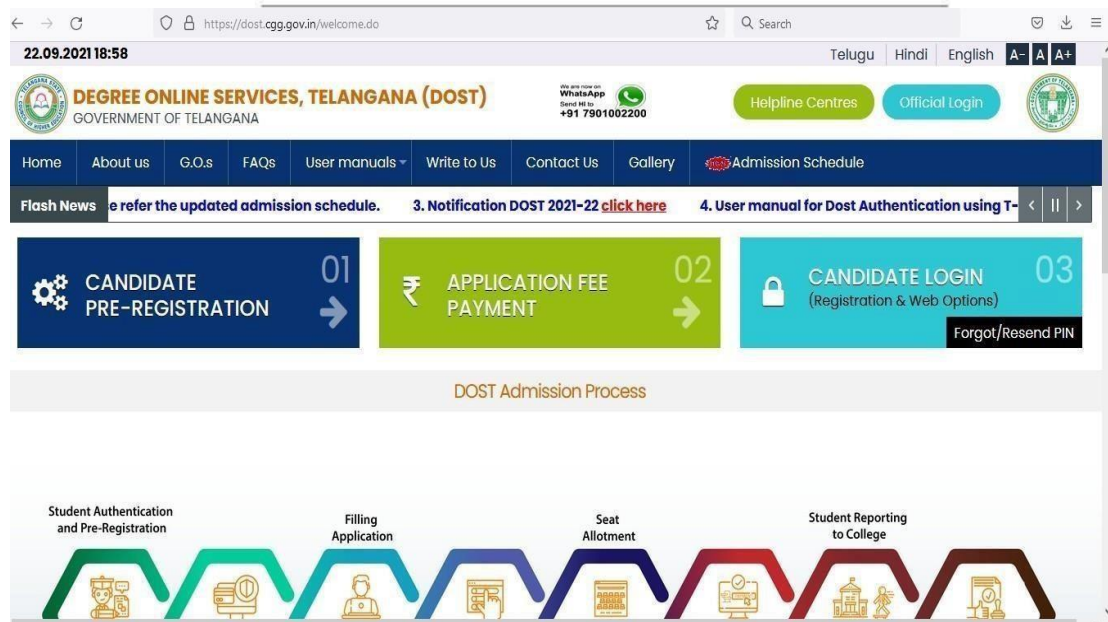 https://dost.cgg.gov.in/welcome.do
Search
22.09.2021 18:58
Telugu Hindi English A- A A+
DEGREE ONLINE SERVICES, TELANGANA (DOST)
GOVERNMENT OF TELANGANA
We are now on
WhatsApp
Send HI to
+91 7901002200
Helpline Centres
Official Login
Home About us G.O.s FAQs User manuals Write to Us Contact Us Gallery Admission Schedule
Flash News e refer the updated admission schedule. 3. Notification DOST 2021-22 click here 4. User manual for Dost Authentication using T-
CANDIDATE
PRE-REGISTRATION
01
₹ APPLICATION FEE
PAYMENT
02
CANDIDATE LOGIN
(Registration & Web Options)
03
Forgot/Resend PIN
DOST Admission Process
Student Authentication
and Pre-Registration
Filling
Application
Seat
Allotment
Student Reporting
to College